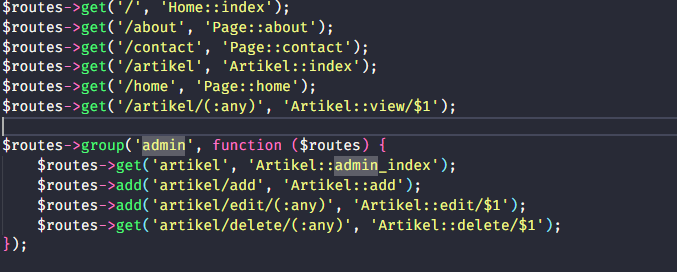 $routes->get('/', 'Home::index');
$routes->get('/about', 'Page::about');
$routes->get('/contact', 'Page::contact');
$routes->get('/artikel', 'Artikel::index');
$routes->get('/home', 'Page::home');
$routes->get('/artikel/(:any)', 'Artikel::view/$1');
$routes->group('admin', function ($routes) {
    $routes->get('artikel', 'Artikel::admin_index');
    $routes->add('artikel/add', 'Artikel::add');
    $routes->add('artikel/edit/(:any)', 'Artikel::edit/$1');
    $routes->get('artikel/delete/(:any)', 'Artikel::delete/$1');
});